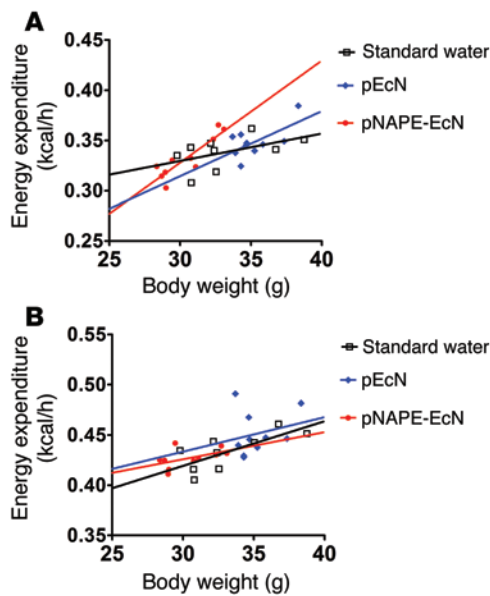 A
Energy expenditure
(kcal/h)
0.45
0.40
0.35
0.30
0.25
25
30
35
40
Body weight (g)
Standard water
pEcN
pNAPE-EcN
B
Energy expenditure
(kcal/h)
0.55
0.50
0.45
0.40
0.35
25
30
35
40
Body weight (g)
Standard water
pEcN
pNAPE-EcN